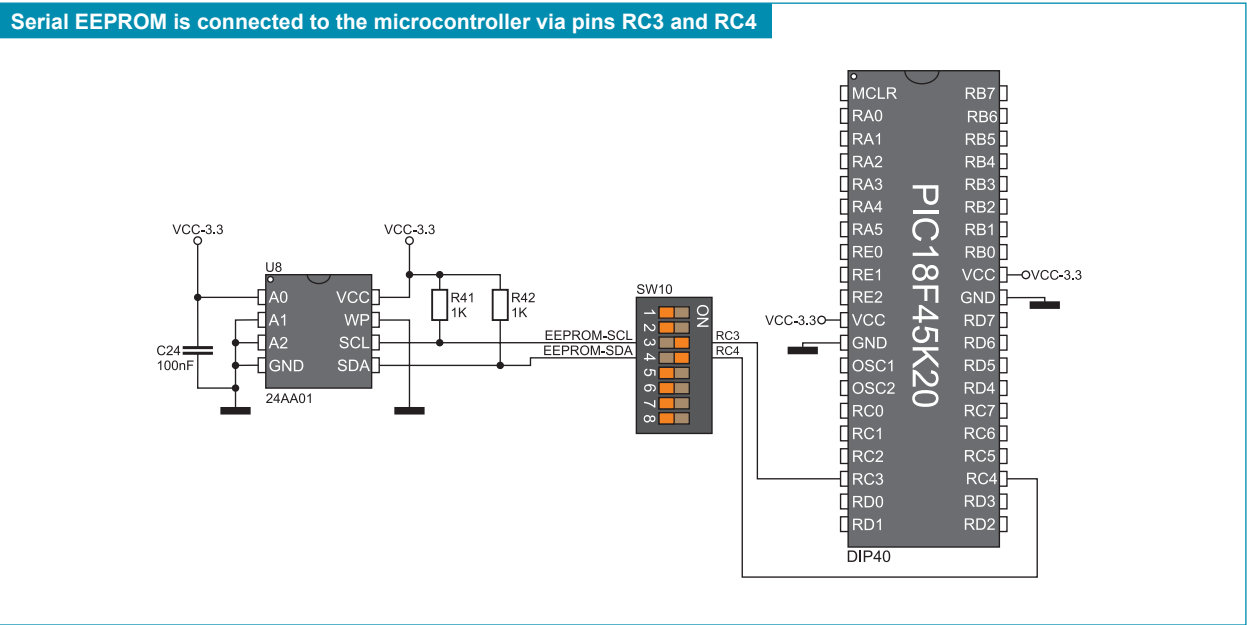 Serial EEPROM is connected to the microcontroller via pins RC3 and RC4
VCC-3.3
VCC-3.3
U8
A0
A1
A2
GND
VCC
WP
SCL
SDA
24AA01
C24
100nF
R41
1K
R42
1K
EEPROM-SCL
EEPROM-SDA
SW10
ON
1
2
3
4
5
6
7
8
RC3
RC4
VCC-3.3
MCLR
RA0
RA1
RA2
RA3
RA4
RA5
RE0
RE1
RE2
VCC
GND
OSC1
OSC2
RC0
RC1
RC2
RC3
RD0
RD1
PIC18F45K20
RB7
RB6
RB5
RB4
RB3
RB2
RB1
RB0
VCC
GND
RD7
RD6
RD5
RD4
RC7
RC6
RC5
RC4
RD3
RD2
VCC-3.3
DIP40